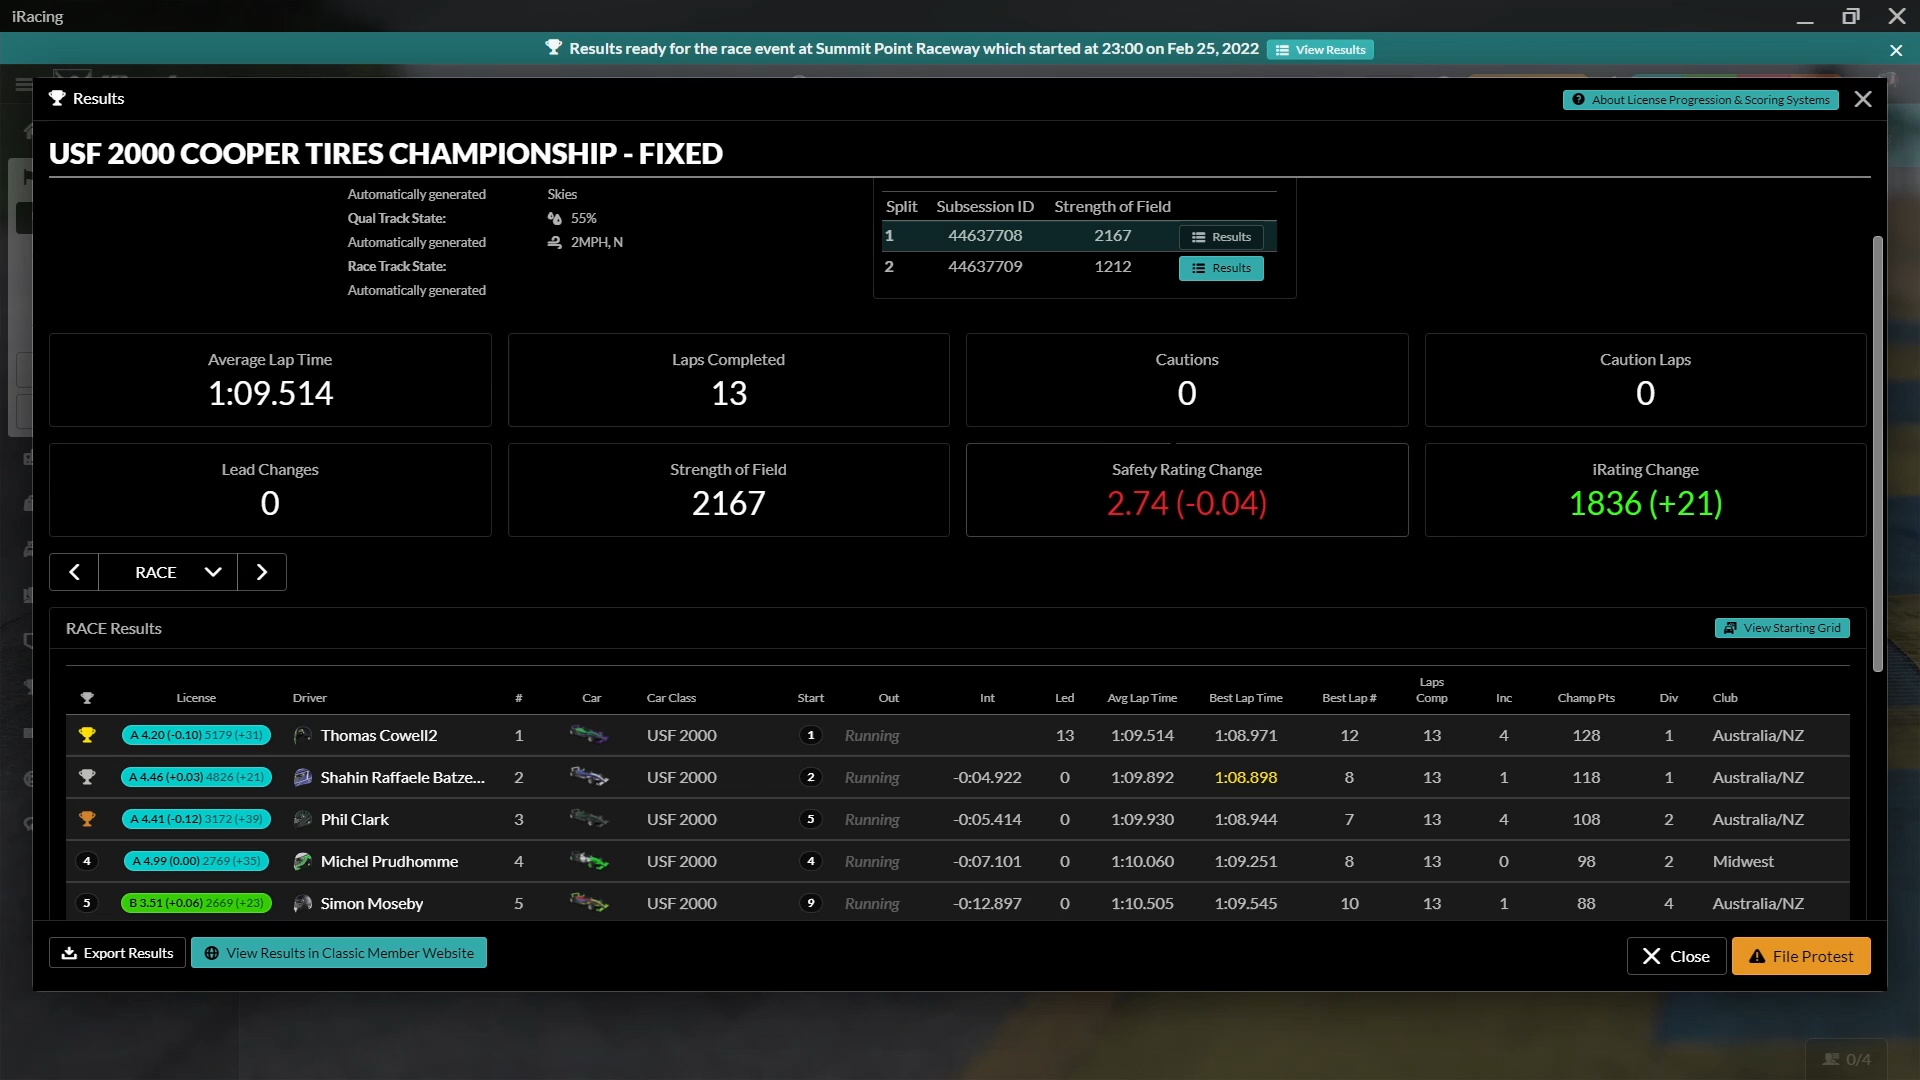 iRacing
Results ready for the race event at Summit Point Raceway which started at 23:00 on Feb 25, 2022 View Results
Results
About License Progression & Scoring Systems
USF 2000 COOPER TIRES CHAMPIONSHIP - FIXED
Automatically generated Skies
Qual Track State: 55%
Automatically generated 2MPH, N
Race Track State:
Automatically generated
Split Subsession ID Strength of Field
1 44637708 2167 Results
2 44637709 1212 Results
Average Lap Time Laps Completed Cautions Caution Laps
1:09.514 13 0 0
Lead Changes Strength of Field Safety Rating Change iRating Change
0 2167 2.74 (-0.04) 1836 (+21)
RACE
RACE Results View Starting Grid
License Driver # Car Car Class Start Out Int Led Avg Lap Time Best Lap Time Best Lap # Laps Comp Inc Champ Pts Div Club
A 4.20 (-0.10) 5179 (+31) Thomas Cowell2 1 USF 2000 1 Running 13 1:09.514 1:08.971 12 13 4 128 1 Australia/NZ
A 4.46 (+0.03) 4826 (+21) Shahin Raffaele Batze... 2 USF 2000 2 Running -0:04.922 0 1:09.892 1:08.898 8 13 1 118 1 Australia/NZ
A 4.41 (-0.12) 3172 (+39) Phil Clark 3 USF 2000 5 Running -0:05.414 0 1:09.930 1:08.944 7 13 4 108 2 Australia/NZ
4 A 4.99 (0.00) 2769 (+35) Michel Prudhomme 4 USF 2000 4 Running -0:07.101 0 1:10.060 1:09.251 8 13 0 98 2 Midwest
5 B 3.51 (+0.06) 2669 (+23) Simon Moseby 5 USF 2000 9 Running -0:12.897 0 1:10.505 1:09.545 10 13 1 88 4 Australia/NZ
Export Results View Results in Classic Member Website Close File Protest
0/4